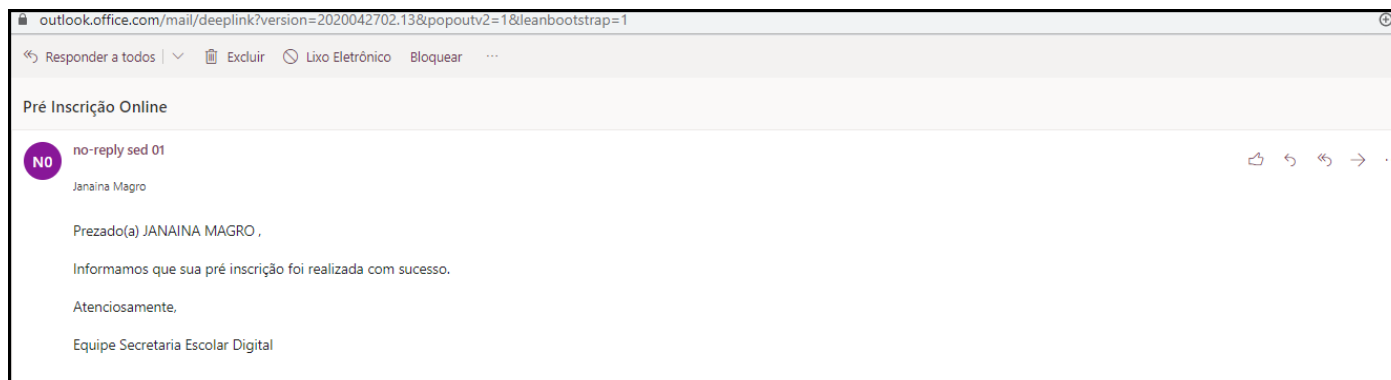 outlook.office.com/mail/deeplink?version=2020042702.13&popoutv2=1&leanbootstrap=1
Responder a todos Excluir Lixo Eletrônico Bloquear ...
Pré Inscrição Online
N0 no-reply sed 01
Janaina Magro
Prezado(a) JANAINA MAGRO ,
Informamos que sua pré inscrição foi realizada com sucesso.
Atenciosamente,
Equipe Secretaria Escolar Digital